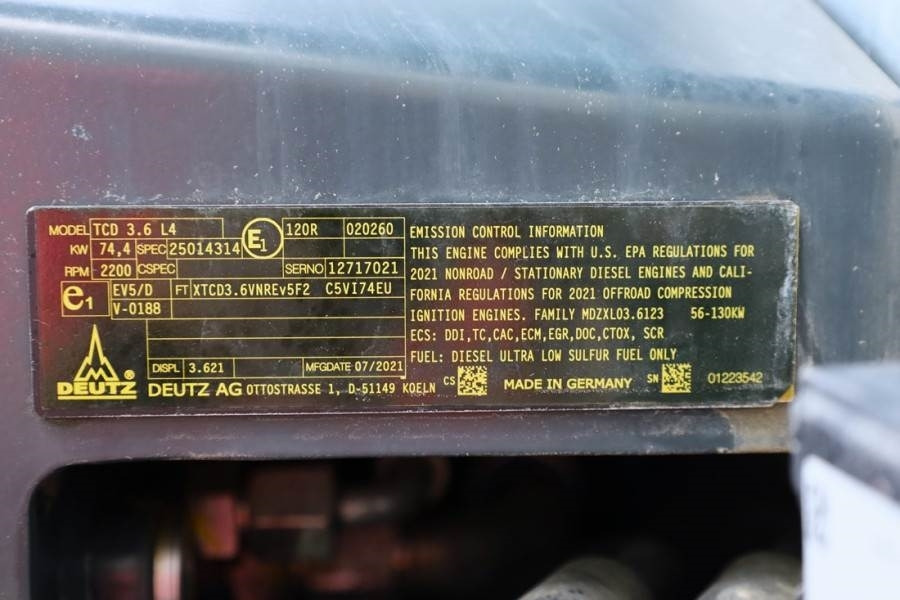 MODEL TCD 3.6 L4 E1 120R 020260
KW 74,4 SPEC 25014314
RPM 2200 CSPEC SERNO 12717021
e1 EV5/D FT XTCD3.6VNREv5F2 C5VI74EU
V-0188
DISPL 3.621 MFGDATE 07/2021
DEUTZ® DEUTZ AG OTTOSTRASSE 1, D-51149 KOELN CS MADE IN GERMANY SN 01223542
EMISSION CONTROL INFORMATION
THIS ENGINE COMPLIES WITH U.S. EPA REGULATIONS FOR
2021 NONROAD / STATIONARY DIESEL ENGINES AND CALI-
FORNIA REGULATIONS FOR 2021 OFFROAD COMPRESSION
IGNITION ENGINES. FAMILY MDZXL03.6123 56-130KW
ECS: DDI,TC,CAC,ECM,EGR,DOC,CTOX, SCR
FUEL: DIESEL ULTRA LOW SULFUR FUEL ONLY